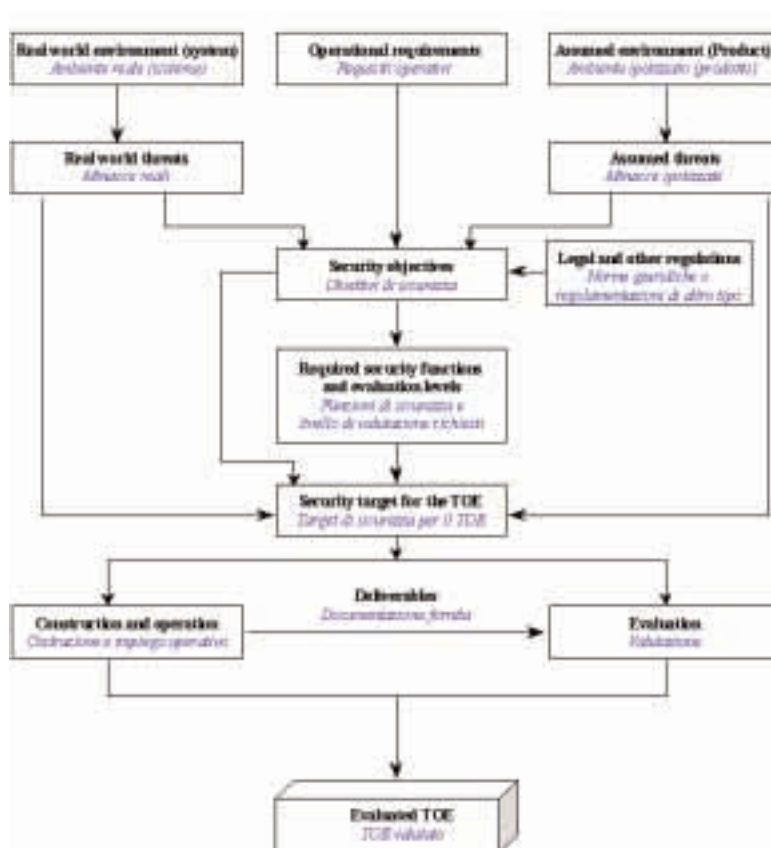 Real world environment (system)
Ambiente reale (sistema)
Operational requirements
Requisiti operativi
Assumed environment (Product)
Ambiente ipotizzato (prodotto)
Real world threats
Minacce reali
Assumed threats
Minacce ipotizzate
Security objectives
Obiettivi di sicurezza
Legal and other regulations
Norme giuridiche e
regolamentazioni di altro tipo
Required security functions
and evaluation levels
Funzioni di sicurezza e
livello di valutazione richiesti
Security target for the TOE
Target di sicurezza per il TOE
Deliverables
Documentazione fornita
Construction and operation
Costruzione e impiego operativo
Evaluation
Valutazione
Evaluated TOE
TOE valutato